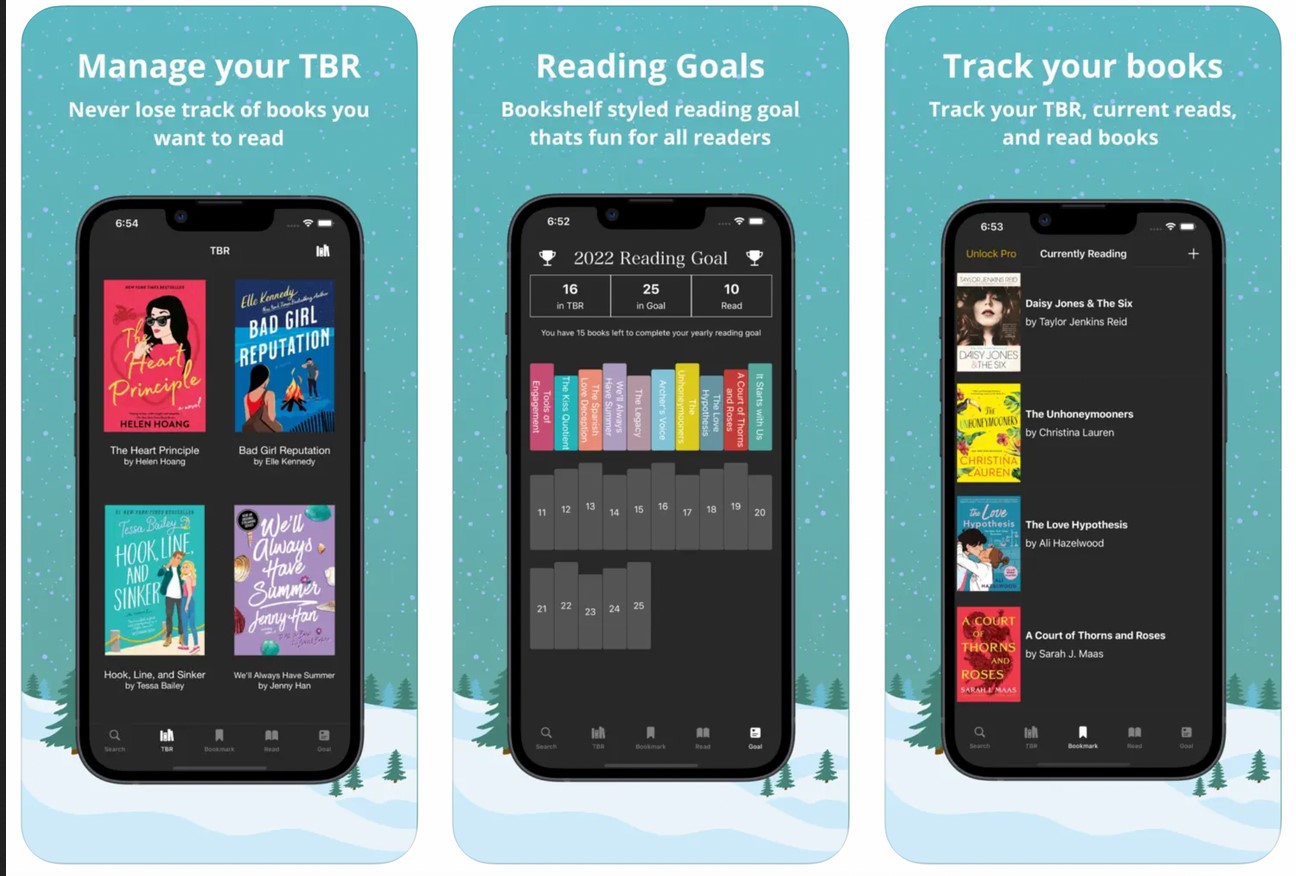 Manage your TBR
Never lose track of books you
want to read
6:54
TBR
NEW YORK TIMES BESTSELLER
The
Heart
Principle
a novel
HELEN HOANG
The Heart Principle
by Helen Hoang
Elle Kennedy
BAD GIRL
REPUTATION
Bad Girl Reputation
by Elle Kennedy
#1 NEW YORK TIMES BESTSELLER
Tessa Bailey
HOOK, LINE,
AND
SINKER
Hook, Line, and Sinker
by Tessa Bailey
We'll
Always
Have
Summer
Jenny Han
We'll Always Have Summer
by Jenny Han
Search
TBR
Bookmark
Read
Goal
Reading Goals
Bookshelf styled reading goal
thats fun for all readers
6:52
2022 Reading Goal
16
in TBR
25
in Goal
10
Read
You have 15 books left to complete your yearly reading goal
Tools of
Engagement
The Kiss Quotient
The Spanish
Love Deception
We'll Always
Have Summer
The Legacy
Archer's Voice
The
Unhoneymooners
The Love
Hypothesis
A Court of Thorns
and Roses
It Starts with Us
11 12 13 14 15 16 17 18 19 20
21 22 23 24 25
Search
TBR
Bookmark
Read
Goal
Track your books
Track your TBR, current reads,
and read books
6:53
Unlock Pro
Currently Reading
TAYLOR JENKINS REID
DAISY JONES
& THE SIX
Daisy Jones & The Six
by Taylor Jenkins Reid
THE
UNHONEYMOONERS
CHRISTINA
LAUREN
The Unhoneymooners
by Christina Lauren
the Love
Hypothesis
ALI
HAZELWOOD
The Love Hypothesis
by Ali Hazelwood
A COURT
OF
THORNS
AND
ROSES
SARAH J. MAAS
A Court of Thorns and Roses
by Sarah J. Maas
Search
TBR
Bookmark
Read
Goal